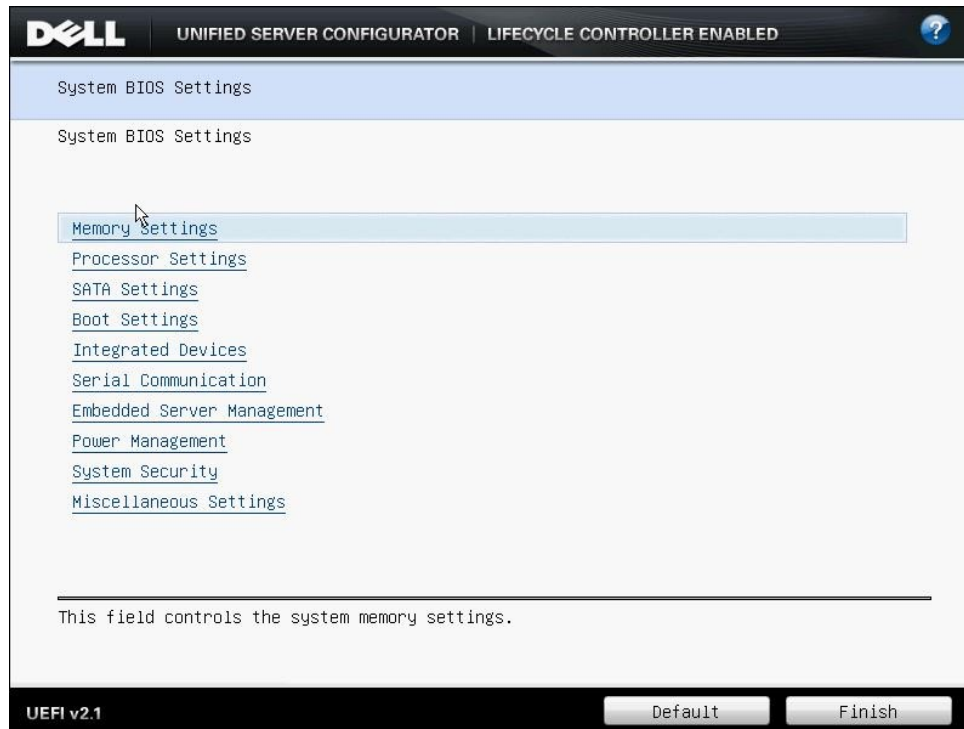 DELL UNIFIED SERVER CONFIGURATOR | LIFECYCLE CONTROLLER ENABLED ?
System BIOS Settings
System BIOS Settings
Memory Settings
Processor Settings
SATA Settings
Boot Settings
Integrated Devices
Serial Communication
Embedded Server Management
Power Management
System Security
Miscellaneous Settings
This field controls the system memory settings.
UEFI v2.1 Default Finish